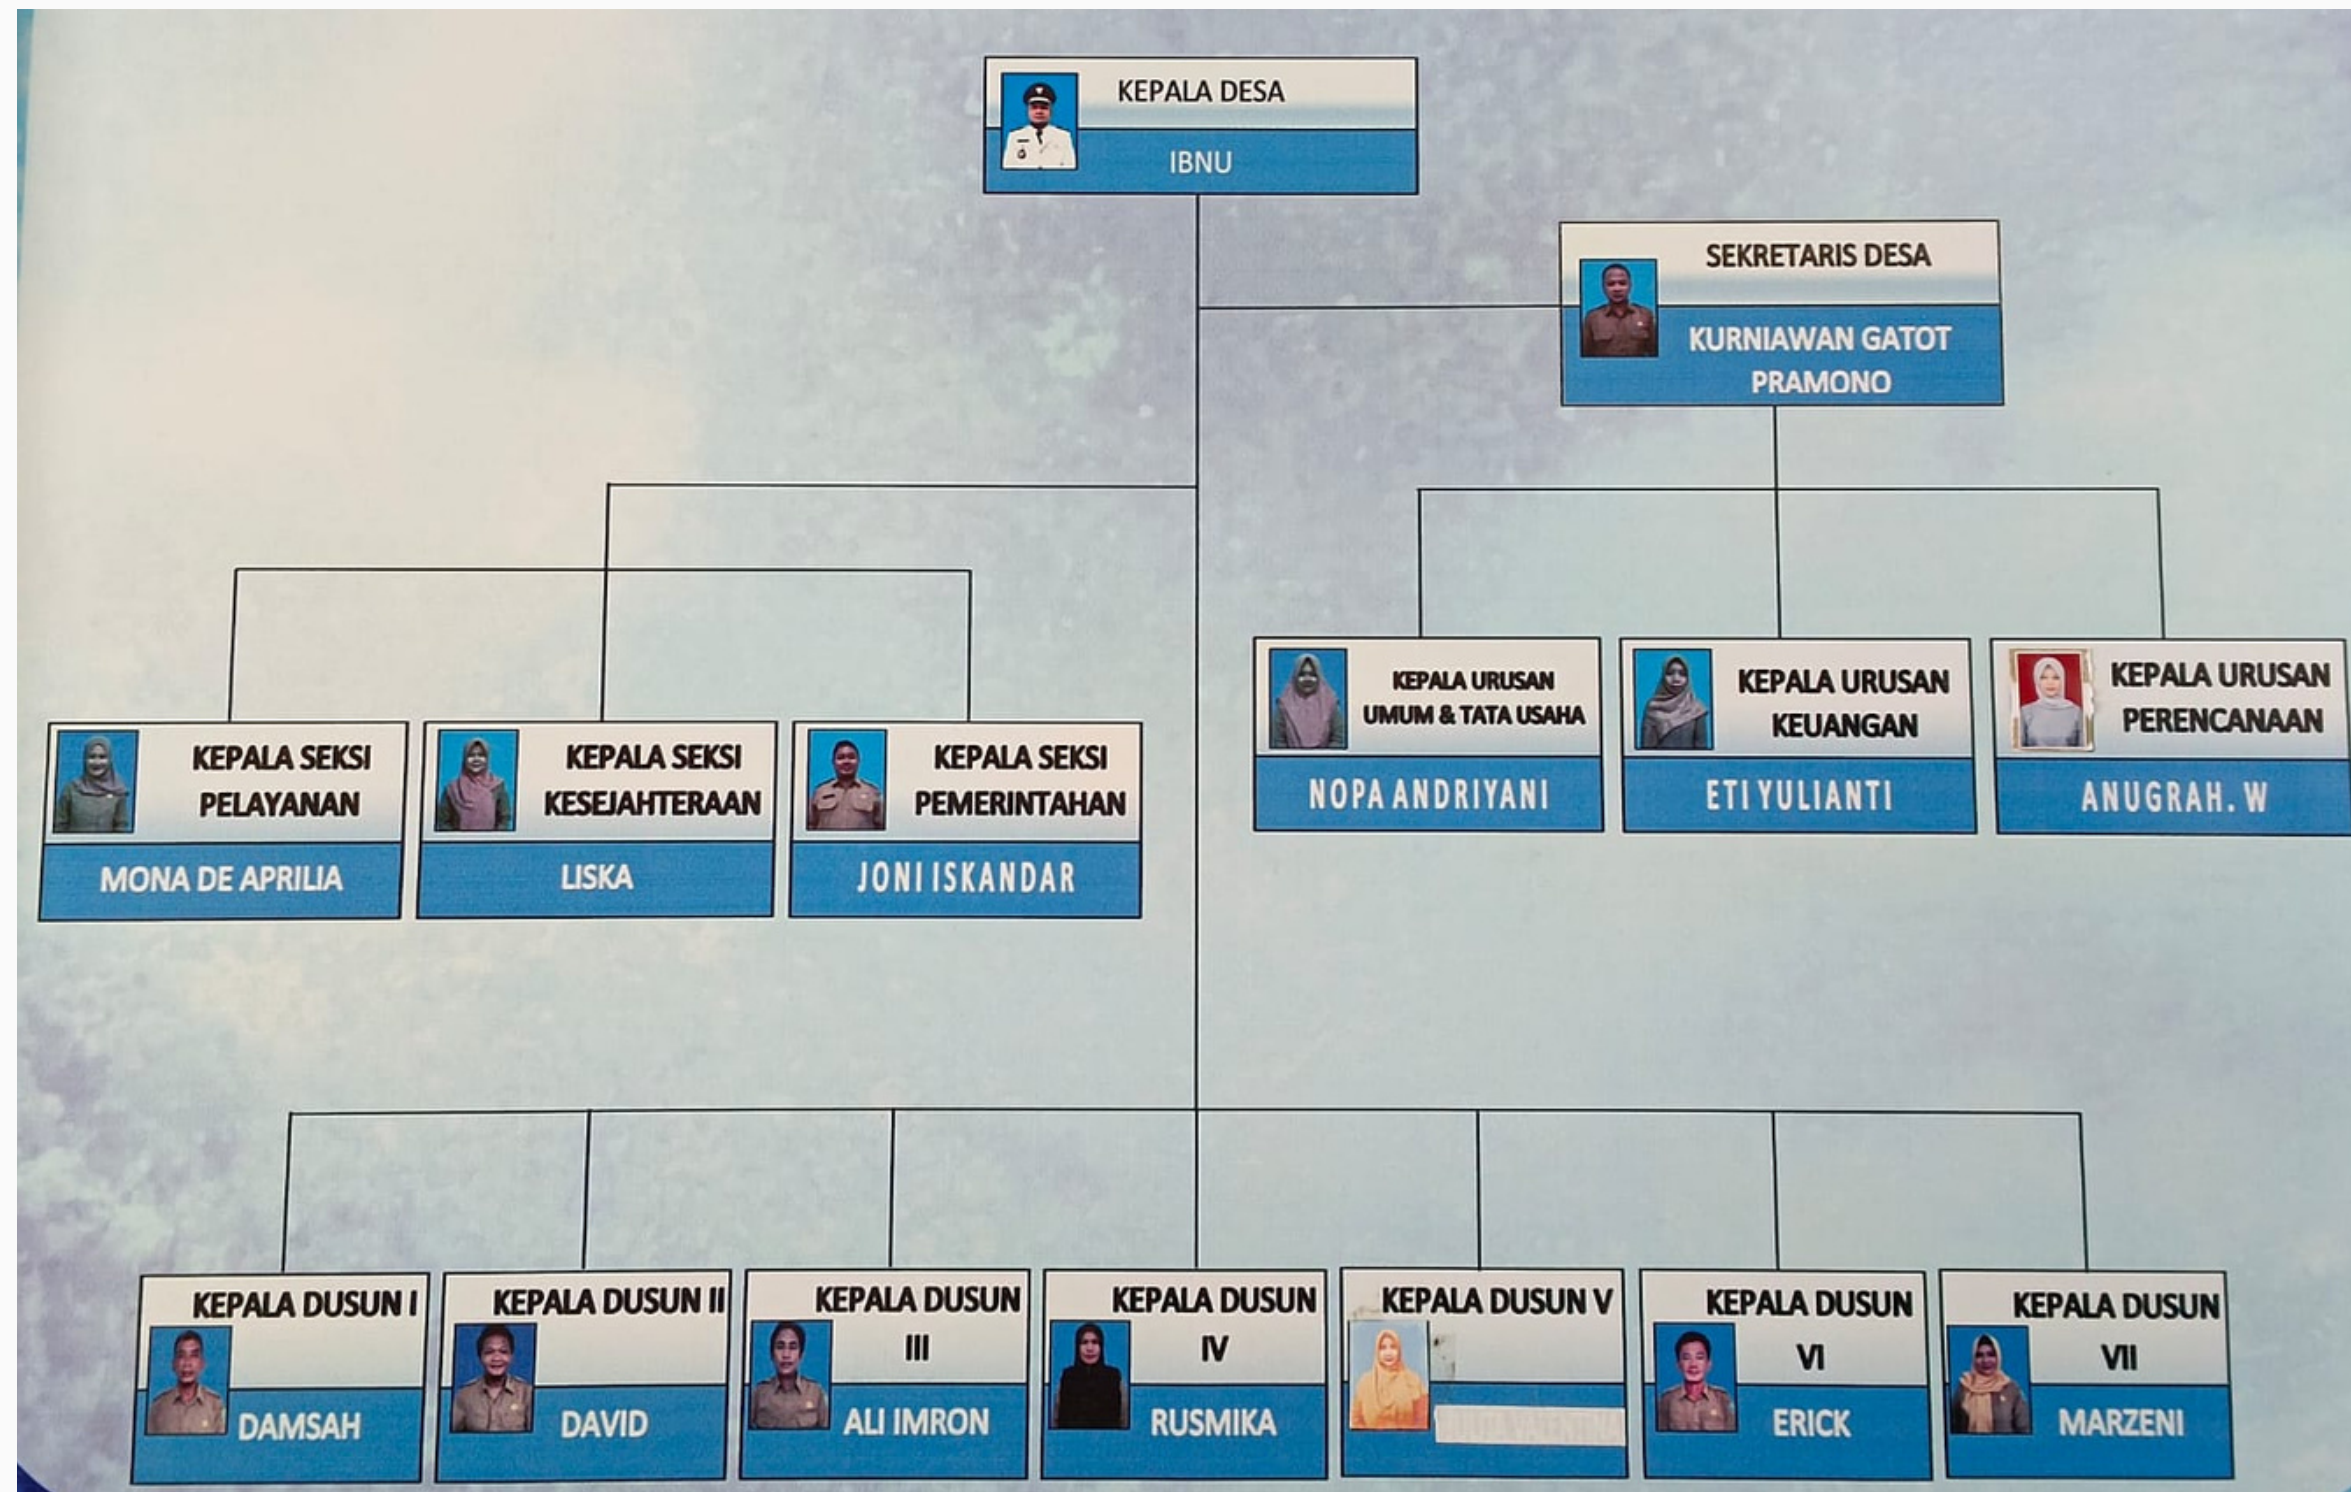 KEPALA DESA
IBNU
SEKRETARIS DESA
KURNIAWAN GATOT
PRAMONO
KEPALA URUSAN
UMUM & TATA USAHA
NOPA ANDRIYANI
KEPALA URUSAN
KEUANGAN
ETI YULIANTI
KEPALA URUSAN
PERENCANAAN
ANUGRAH. W
KEPALA SEKSI
PELAYANAN
MONA DE APRILIA
KEPALA SEKSI
KESEJAHTERAAN
LISKA
KEPALA SEKSI
PEMERINTAHAN
JONI ISKANDAR
KEPALA DUSUN I
DAMSAH
KEPALA DUSUN II
DAVID
KEPALA DUSUN
III
ALI IMRON
KEPALA DUSUN
IV
RUSMIKA
KEPALA DUSUN V
KEPALA DUSUN
VI
ERICK
KEPALA DUSUN
VII
MARZENI